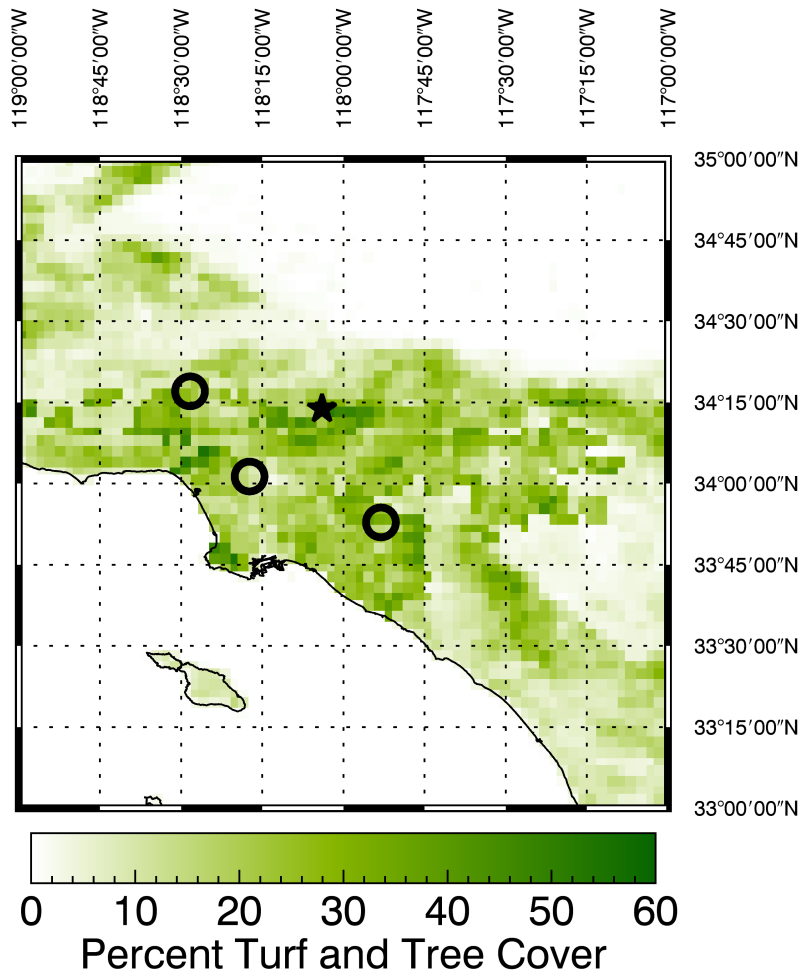 119°00′00″W
118°45′00″W
118°30′00″W
118°15′00″W
118°00′00″W
117°45′00″W
117°30′00″W
117°15′00″W
117°00′00″W
35°00′00″N
34°45′00″N
34°30′00″N
34°15′00″N
34°00′00″N
33°45′00″N
33°30′00″N
33°15′00″N
33°00′00″N
0 10 20 30 40 50 60
Percent Turf and Tree Cover